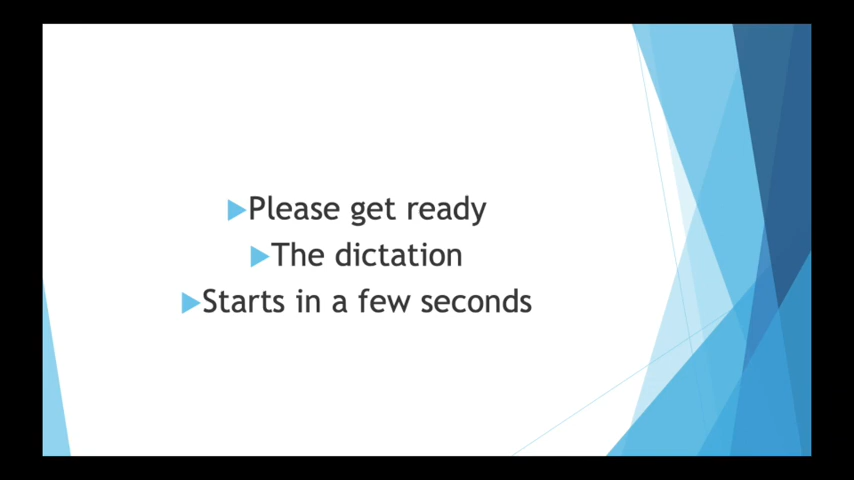 Please get ready
The dictation
Starts in a few seconds